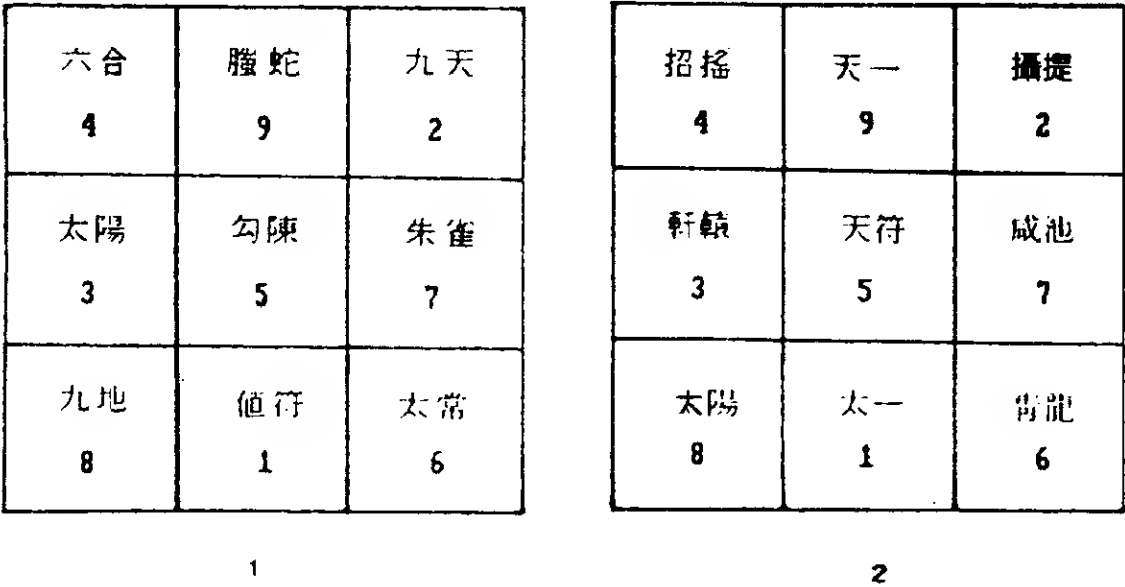 六合 螣蛇 九天
4 9 2
太陽 勾陳 朱雀
3 5 7
九地 値符 太常
8 1 6
1
招搖 天一 攝提
4 9 2
軒轅 天符 咸池
3 5 7
太陽 太一 青龍
8 1 6
2